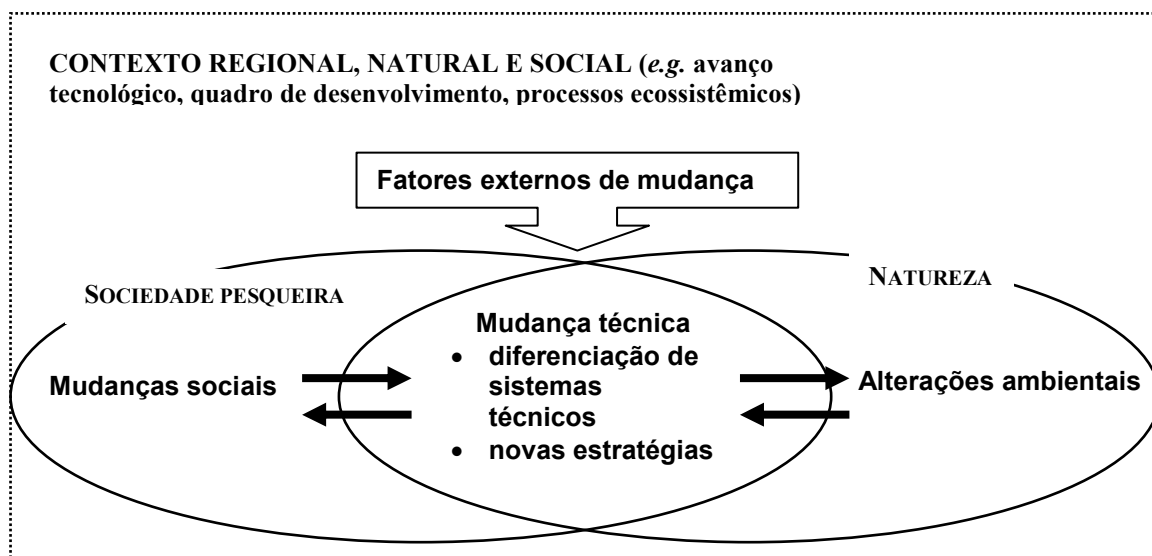 CONTEXTO REGIONAL, NATURAL E SOCIAL (e.g. avanço
tecnológico, quadro de desenvolvimento, processos ecossistêmicos)
Fatores externos de mudança
SOCIEDADE PESQUEIRA
NATUREZA
Mudança técnica
• diferenciação de
sistemas
técnicos
• novas estratégias
Mudanças sociais
Alterações ambientais